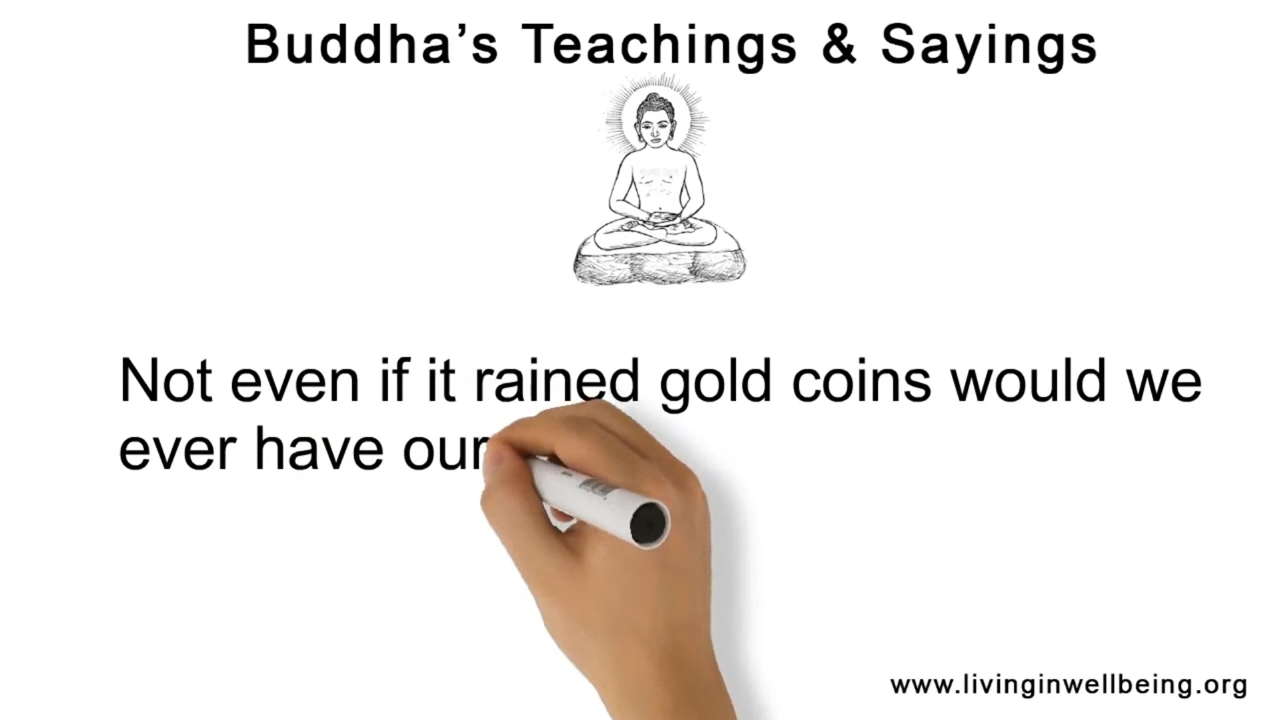 Buddha’s Teachings & Sayings
Not even if it rained gold coins would we
ever have our
www.livinginwellbeing.org